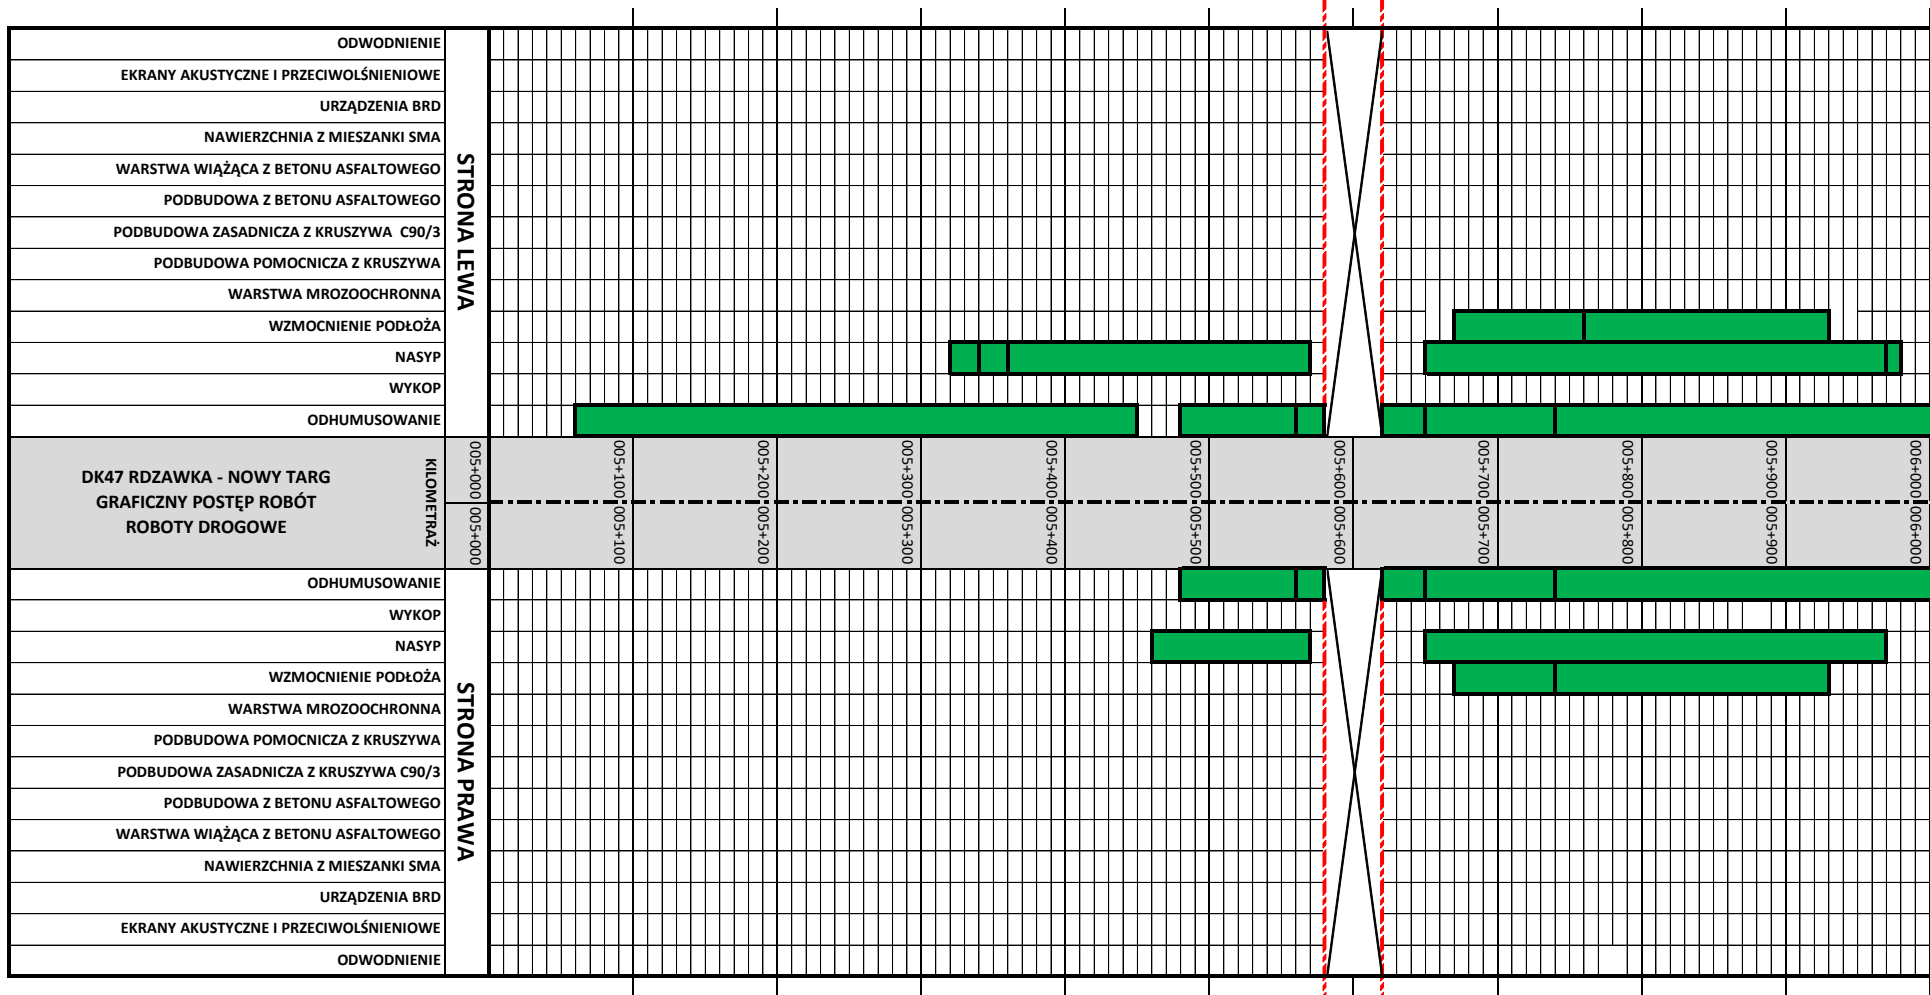 ODWODNIENIE
EKRANY AKUSTYCZNE I PRZECIWOLŚNIENIOWE
URZĄDZENIA BRD
NAWIERZCHNIA Z MIESZANKI SMA
WARSTWA WIĄŻĄCA Z BETONU ASFALTOWEGO
PODBUDOWA Z BETONU ASFALTOWEGO
PODBUDOWA ZASADNICZA Z KRUSZYWA C90/3
PODBUDOWA POMOCNICZA Z KRUSZYWA
WARSTWA MROZOOCHRONNA
WZMOCNIENIE PODŁOŻA
NASYP
WYKOP
ODHUMUSOWANIE
STRONA LEWA
DK47 RDZAWKA - NOWY TARG
GRAFICZNY POSTĘP ROBÓT
ROBOTY DROGOWE
KILOMETRAŻ
005+000 005+100 005+200 005+300 005+400 005+500 005+600 005+700 005+800 005+900 006+000
005+000 005+100 005+200 005+300 005+400 005+500 005+600 005+700 005+800 005+900 006+000
ODHUMUSOWANIE
WYKOP
NASYP
WZMOCNIENIE PODŁOŻA
WARSTWA MROZOOCHRONNA
PODBUDOWA POMOCNICZA Z KRUSZYWA
PODBUDOWA ZASADNICZA Z KRUSZYWA C90/3
PODBUDOWA Z BETONU ASFALTOWEGO
WARSTWA WIĄŻĄCA Z BETONU ASFALTOWEGO
NAWIERZCHNIA Z MIESZANKI SMA
URZĄDZENIA BRD
EKRANY AKUSTYCZNE I PRZECIWOLŚNIENIOWE
ODWODNIENIE
STRONA PRAWA